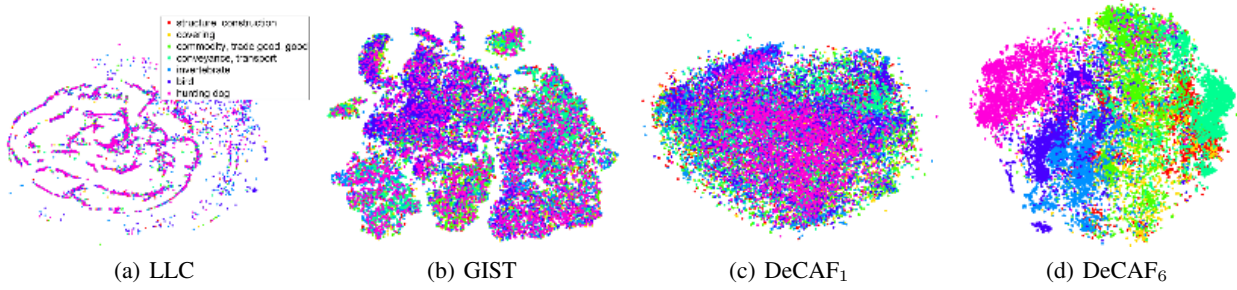 structure, construction
covering
commodity, trade good, good
conveyance, transport
invertebrate
bird
hunting dog
(a) LLC
(b) GIST
(c) DeCAF₁
(d) DeCAF₆